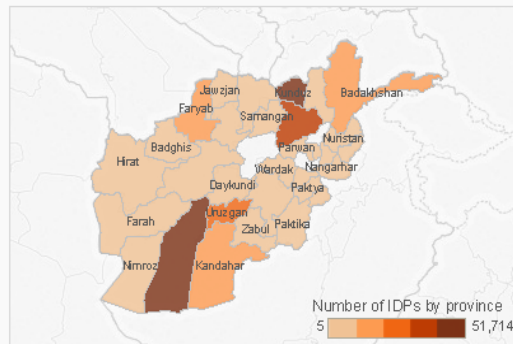 Jawzjan
Kunduz
Badakhshan
Faryab
Samangan
Badghis
Parwan
Nuristan
Hirat
Wardak
Nangarhar
Daykundi
Paktya
Farah
Uruzgan
Zabul
Paktika
Nimroz
Kandahar
Number of IDPs by province
5 51,714